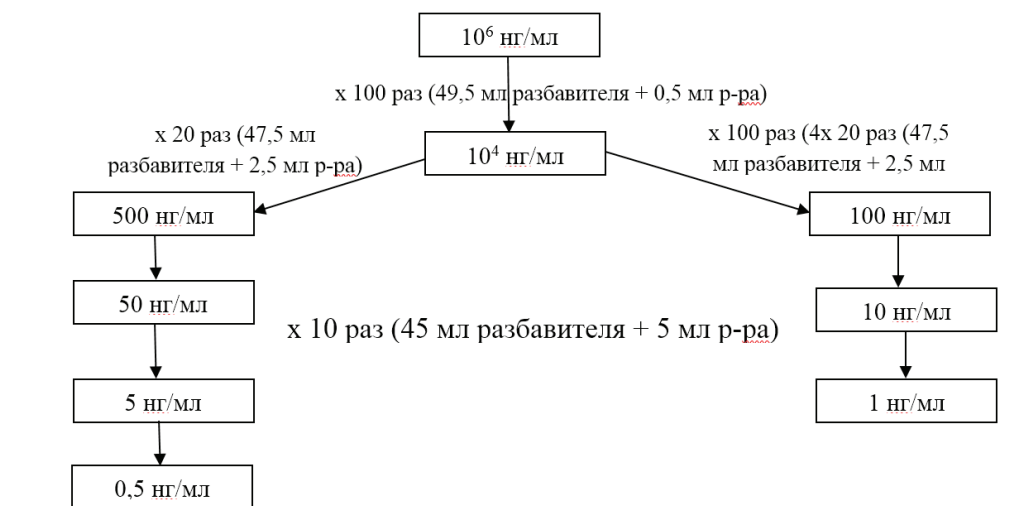 10⁶ нг/мл
х 100 раз (49,5 мл разбавителя + 0,5 мл р-ра)
х 20 раз (47,5 мл
разбавителя + 2,5 мл р-ра)
10⁴ нг/мл
х 100 раз (4х 20 раз (47,5
мл разбавителя + 2,5 мл
500 нг/мл
100 нг/мл
50 нг/мл
10 нг/мл
х 10 раз (45 мл разбавителя + 5 мл р-ра)
5 нг/мл
1 нг/мл
0,5 нг/мл